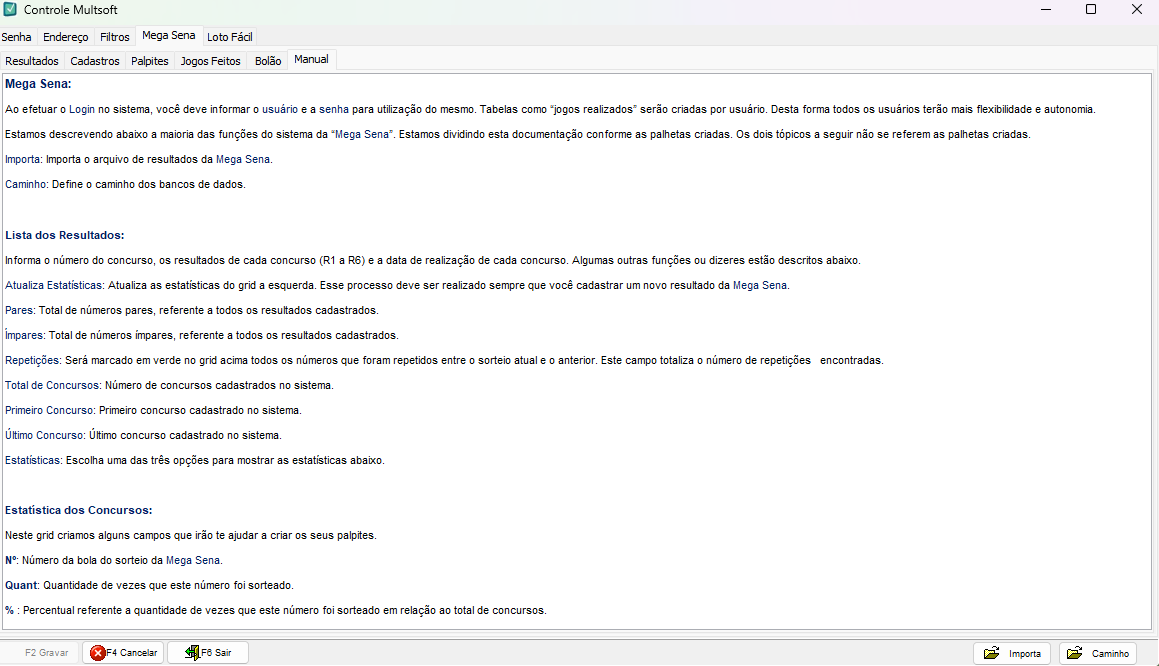 Controle Multsoft
Senha Endereço Filtros Mega Sena Loto Fácil
Resultados Cadastros Palpites Jogos Feitos Bolão Manual
Mega Sena:
Ao efetuar o Login no sistema, você deve informar o usuário e a senha para utilização do mesmo. Tabelas como “jogos realizados” serão criadas por usuário. Desta forma todos os usuários terão mais flexibilidade e autonomia.
Estamos descrevendo abaixo a maioria das funções do sistema da “Mega Sena”. Estamos dividindo esta documentação conforme as palhetas criadas. Os dois tópicos a seguir não se referem as palhetas criadas.
Importa: Importa o arquivo de resultados da Mega Sena.
Caminho: Define o caminho dos bancos de dados.
Lista dos Resultados:
Informa o número do concurso, os resultados de cada concurso (R1 a R6) e a data de realização de cada concurso. Algumas outras funções ou dizeres estão descritos abaixo.
Atualiza Estatísticas: Atualiza as estatísticas do grid a esquerda. Esse processo deve ser realizado sempre que você cadastrar um novo resultado da Mega Sena.
Pares: Total de números pares, referente a todos os resultados cadastrados.
Ímpares: Total de números ímpares, referente a todos os resultados cadastrados.
Repetições: Será marcado em verde no grid acima todos os números que foram repetidos entre o sorteio atual e o anterior. Este campo totaliza o número de repetições encontradas.
Total de Concursos: Número de concursos cadastrados no sistema.
Primeiro Concurso: Primeiro concurso cadastrado no sistema.
Último Concurso: Último concurso cadastrado no sistema.
Estatísticas: Escolha uma das três opções para mostrar as estatísticas abaixo.
Estatística dos Concursos:
Neste grid criamos alguns campos que irão te ajudar a criar os seus palpites.
Nº: Número da bola do sorteio da Mega Sena.
Quant: Quantidade de vezes que este número foi sorteado.
% : Percentual referente a quantidade de vezes que este número foi sorteado em relação ao total de concursos.
F2 Gravar F4 Cancelar F6 Sair Importa Caminho